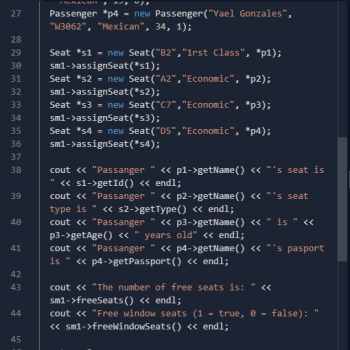 27 Passenger *p4 = new Passenger("Yael Gonzales",
"W3062", "Mexican", 34, 1);
28
29 Seat *s1 = new Seat("B2","1rst Class", *p1);
30 sm1->assignSeat(*s1);
31 Seat *s2 = new Seat("A2","Economic", *p2);
32 sm1->assignSeat(*s2);
33 Seat *s3 = new Seat("C7","Economic", *p3);
34 sm1->assignSeat(*s3);
35 Seat *s4 = new Seat("D5","Economic", *p4);
36 sm1->assignSeat(*s4);
37
38 cout << "Passanger " << p1->getName() << "'s seat is
" << s1->getId() << endl;
39 cout << "Passanger " << p2->getName() << "'s seat
type is " << s2->getType() << endl;
40 cout << "Passanger " << p3->getName() << " is " <<
p3->getAge() << " years old" << endl;
41 cout << "Passanger " << p4->getName() << "'s pasport
is " << p4->getPassport() << endl;
42
43 cout << "The number of free seats is: " <<
sm1->freeSeats() << endl;
44 cout << "Free window seats (1 = true, 0 = false): "
<< sm1->freeWindowSeats() << endl;
45